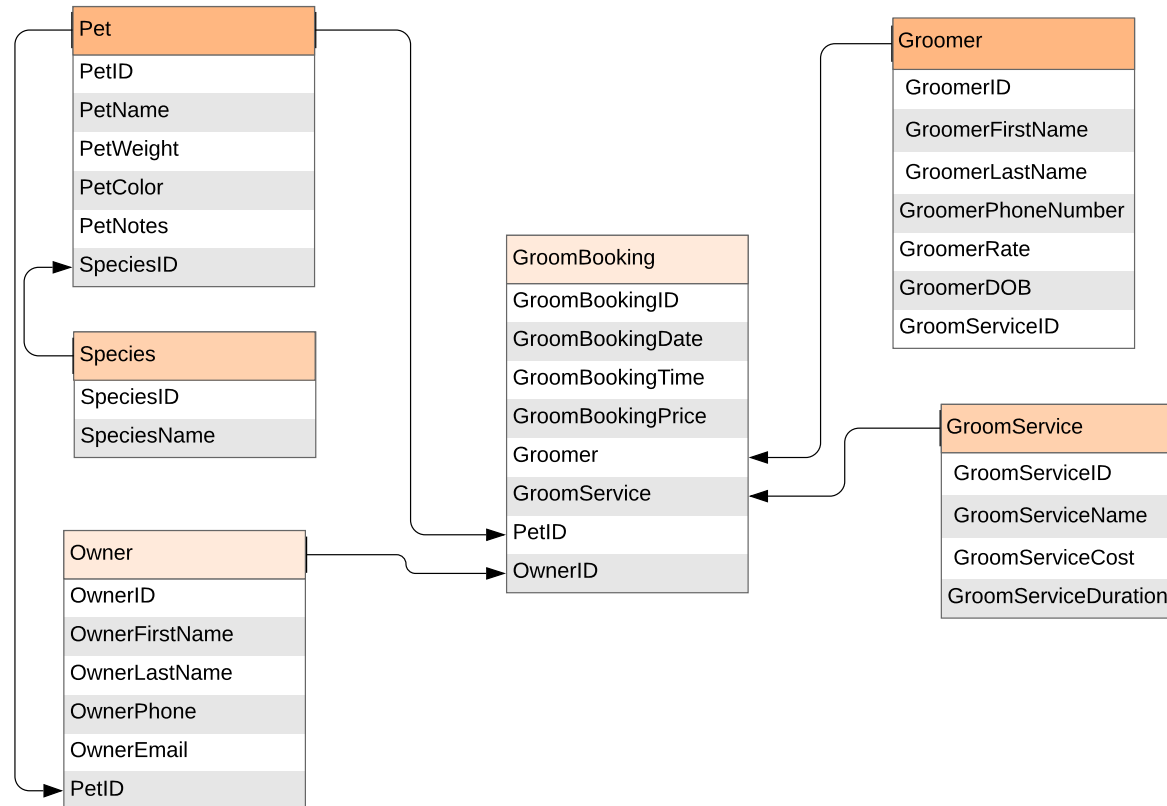 Pet
PetID
PetName
PetWeight
PetColor
PetNotes
SpeciesID
Species
SpeciesID
SpeciesName
Owner
OwnerID
OwnerFirstName
OwnerLastName
OwnerPhone
OwnerEmail
PetID
GroomBooking
GroomBookingID
GroomBookingDate
GroomBookingTime
GroomBookingPrice
Groomer
GroomService
PetID
OwnerID
Groomer
GroomerID
GroomerFirstName
GroomerLastName
GroomerPhoneNumber
GroomerRate
GroomerDOB
GroomServiceID
GroomService
GroomServiceID
GroomServiceName
GroomServiceCost
GroomServiceDuration